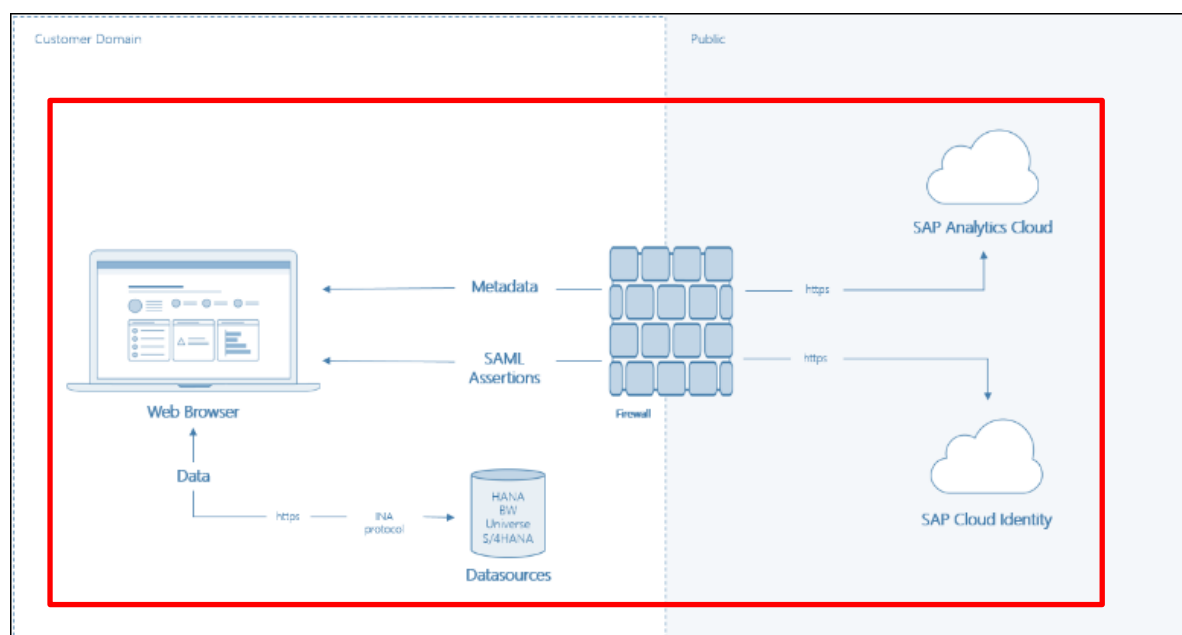 Customer Domain
Public
SAP Analytics Cloud
Metadata
https
SAML
Assertions
https
Web Browser
Firewall
Data
HANA
BW
Universe
S/4HANA
https
INA
protocol
SAP Cloud Identity
Datasources